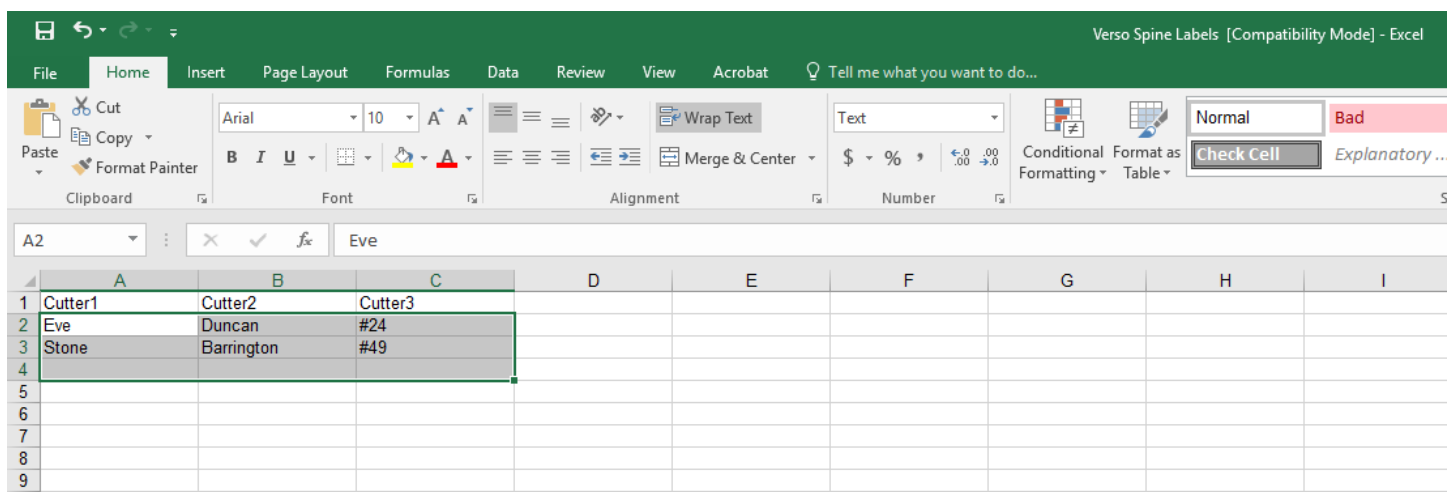 Verso Spine Labels [Compatibility Mode] - Excel
File Home Insert Page Layout Formulas Data Review View Acrobat Tell me what you want to do...
Cut
Copy
Format Painter
Paste
Clipboard
Arial 10 A A
B I U A
Font
Wrap Text
Merge & Center
Alignment
Text
$ % , .00 .00
Number
Conditional Formatting
Format as Table
Normal Bad
Check Cell Explanatory ...
A2 fx Eve
A B C D E F G H I
1 Cutter1 Cutter2 Cutter3
2 Eve Duncan #24
3 Stone Barrington #49
4
5
6
7
8
9